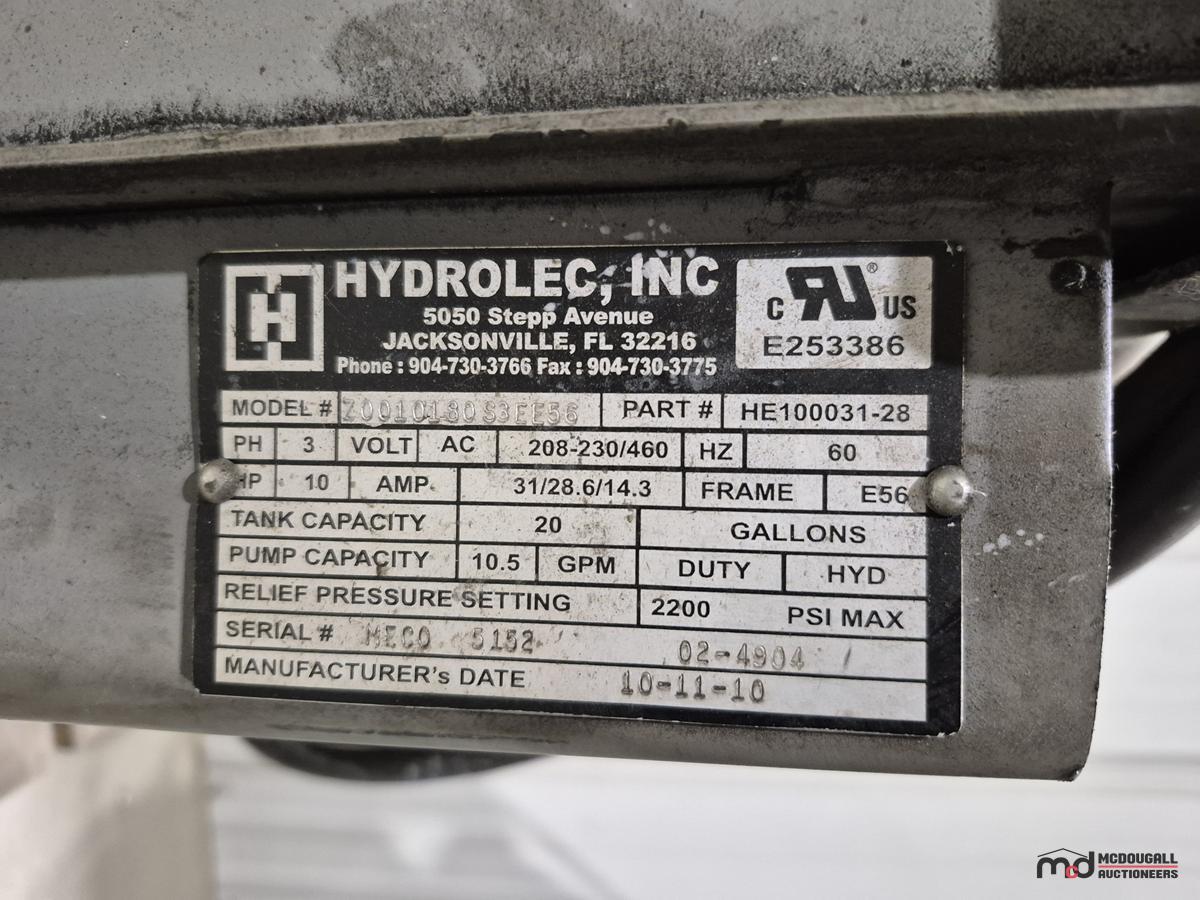 H
HYDROLEC, INC
5050 Stepp Avenue
JACKSONVILLE, FL 32216
Phone : 904-730-3766 Fax : 904-730-3775
c RU ® US
E253386
MODEL # Z0010180S3EE56 PART # HE100031-28
PH 3 VOLT AC 208-230/460 HZ 60
HP 10 AMP. 31/28.6/14.3 FRAME E56
TANK CAPACITY 20 GALLONS
PUMP CAPACITY 10.5 GPM DUTY HYD
RELIEF PRESSURE SETTING 2200 PSI MAX
SERIAL # MECO 5152 02-4904
MANUFACTURER's DATE 10-11-10
mcd MCDOUGALL
AUCTIONEERS